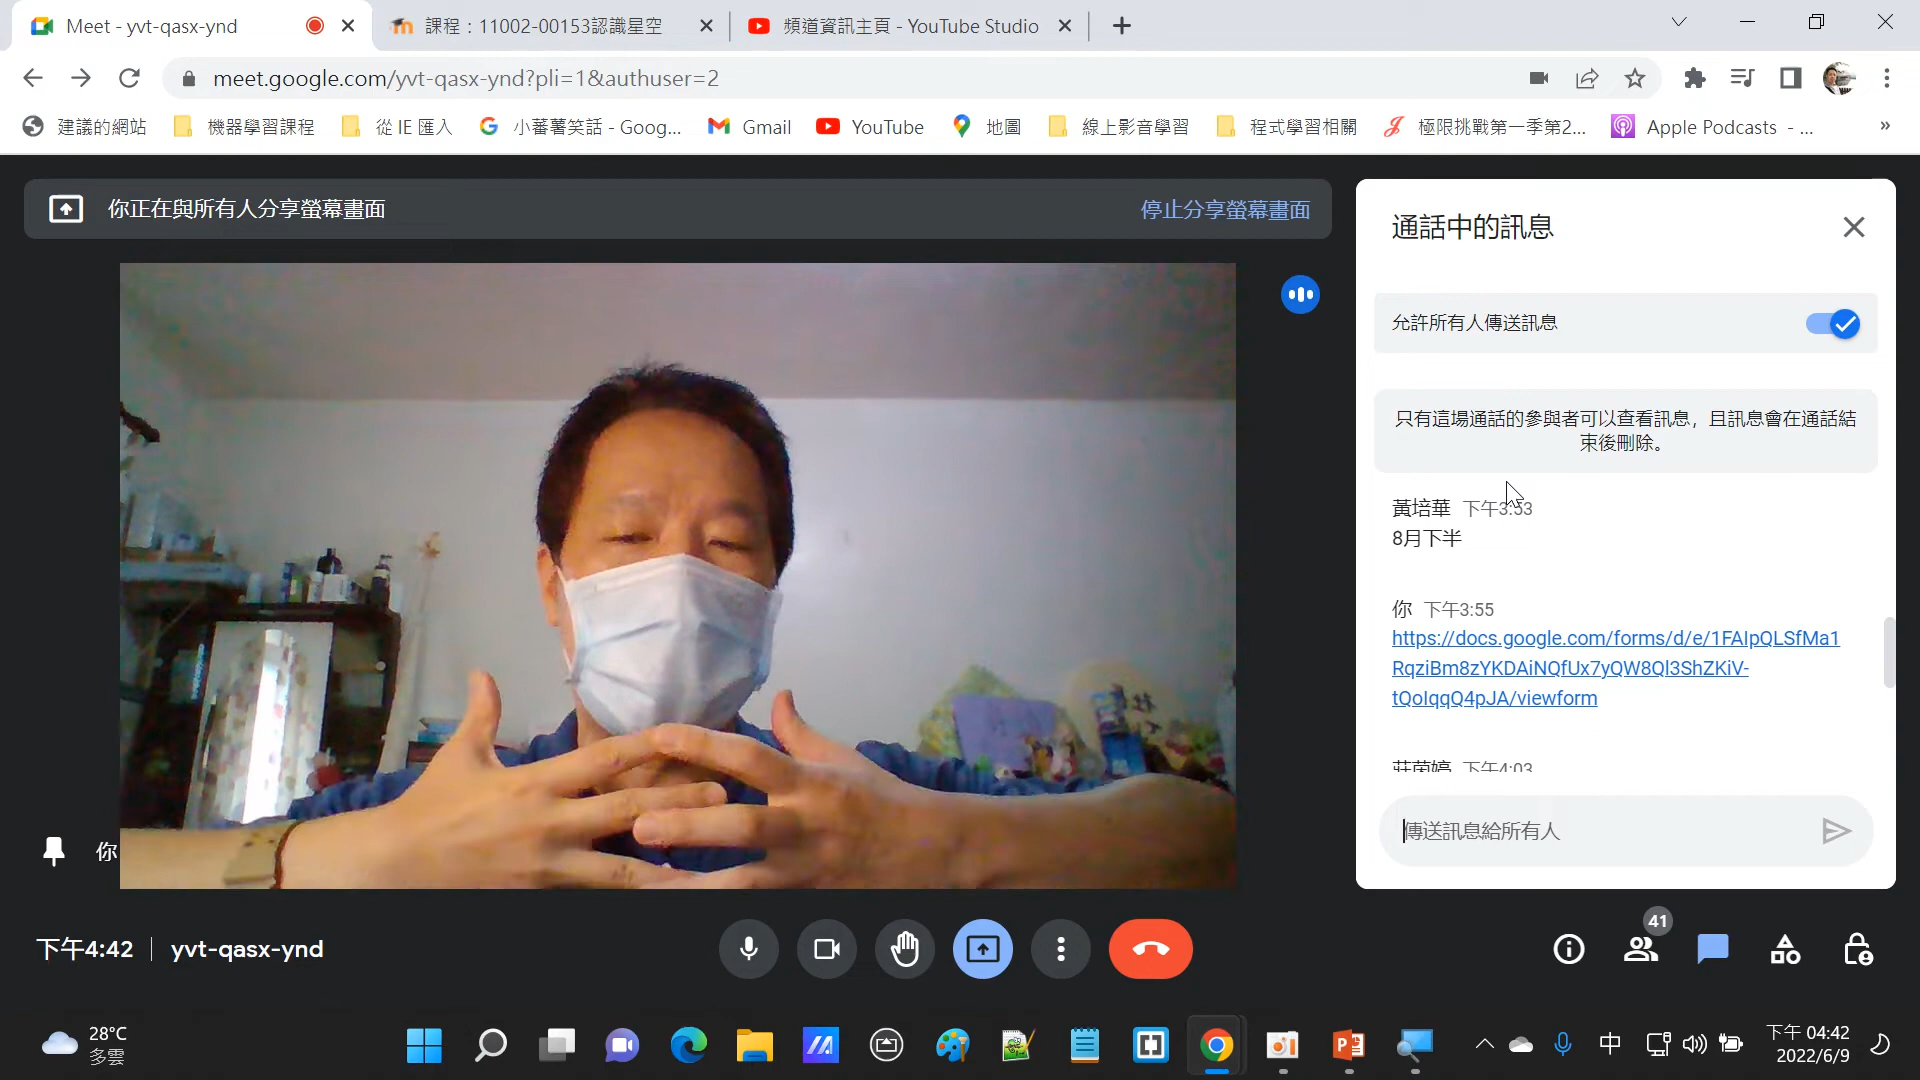 Meet - yvt-qasx-ynd
課程：11002-00153認識星空
頻道資訊主頁 - YouTube Studio
meet.google.com/yvt-qasx-ynd?pli=1&authuser=2
建議的網站
機器學習課程
從 IE 匯入
小蕃薯笑話 - Goog...
Gmail
YouTube
地圖
線上影音學習
程式學習相關
極限挑戰第一季第2...
Apple Podcasts - ...
»
你正在與所有人分享螢幕畫面
停止分享螢幕畫面
通話中的訊息
允許所有人傳送訊息
只有這場通話的參與者可以查看訊息，且訊息會在通話結
束後刪除。
黃培華 下午3:53
8月下半
你 下午3:55
https://docs.google.com/forms/d/e/1FAIpQLSfMa1
RqziBm8zYKDAiNQfUx7yQW8Ql3ShZKiV-
tQoIqqQ4pJA/viewform
莊茵婷 下午4:03
傳送訊息給所有人
你
下午4:42
yvt-qasx-ynd
41
28°C
多雲
中
下午 04:42
2022/6/9